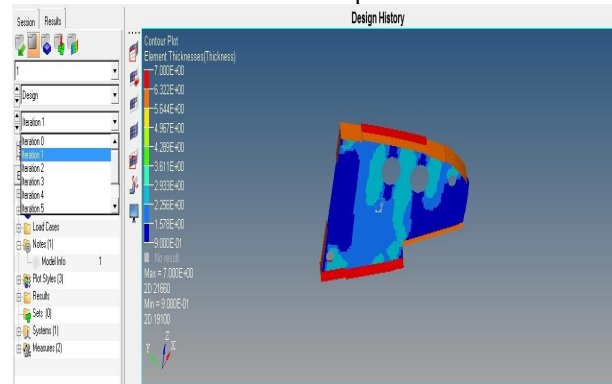 Design History
Session Results
1
Design
Iteration 1
Iteration 0
Iteration 1
Iteration 2
Iteration 3
Iteration 4
Iteration 5
Load Cases
Notes (1)
Model Info 1
Plot Styles (3)
Results
Sets (0)
Systems (1)
Measures (2)
Contour Plot
Element Thicknesses(Thickness)
7.000E+00
6.322E+00
5.644E+00
4.967E+00
4.289E+00
3.611E+00
2.933E+00
2.256E+00
1.578E+00
9.000E-01
No result
Max = 7.000E+00
2D 21660
Min = 9.000E-01
2D 19100
Z
Y X